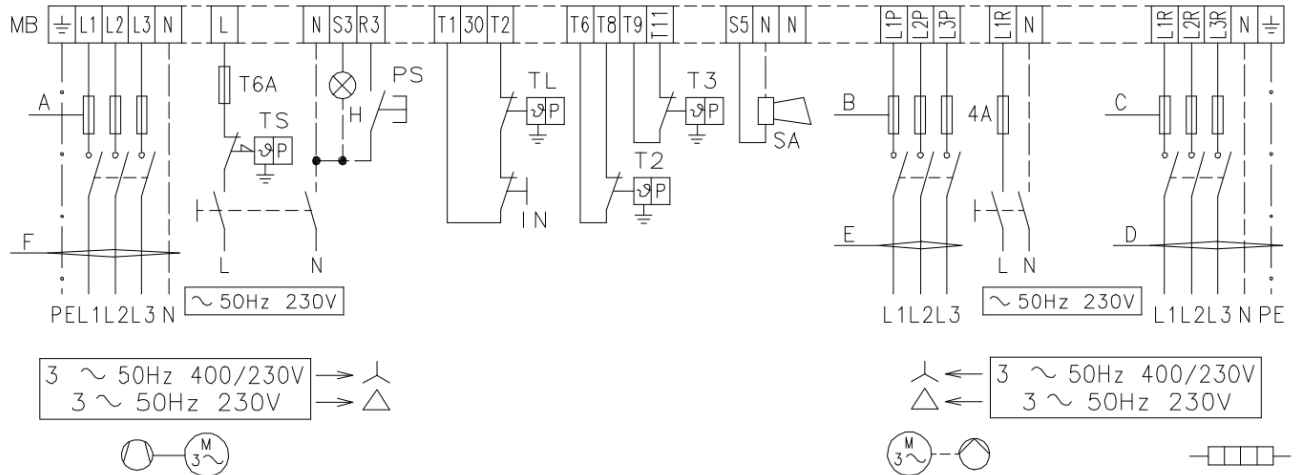 MB ⏚ L1 L2 L3 N L N S3 R3 T1 30 T2 T6 T8 T9 T11 S5 N N L1P L2P L3P L1R N L1R L2R L3R N ⏚
A T6A TS ϑ P H PS TL ϑ P T3 ϑ P SA B 4A C
T2 ϑ P
IN
F L N E L N D
PE L1 L2 L3 N ~ 50Hz 230V L1 L2 L3 ~ 50Hz 230V L1 L2 L3 N PE
3 ~ 50Hz 400/230V 3 ~ 50Hz 400/230V
3 ~ 50Hz 230V 3 ~ 50Hz 230V
M 3~ M 3~